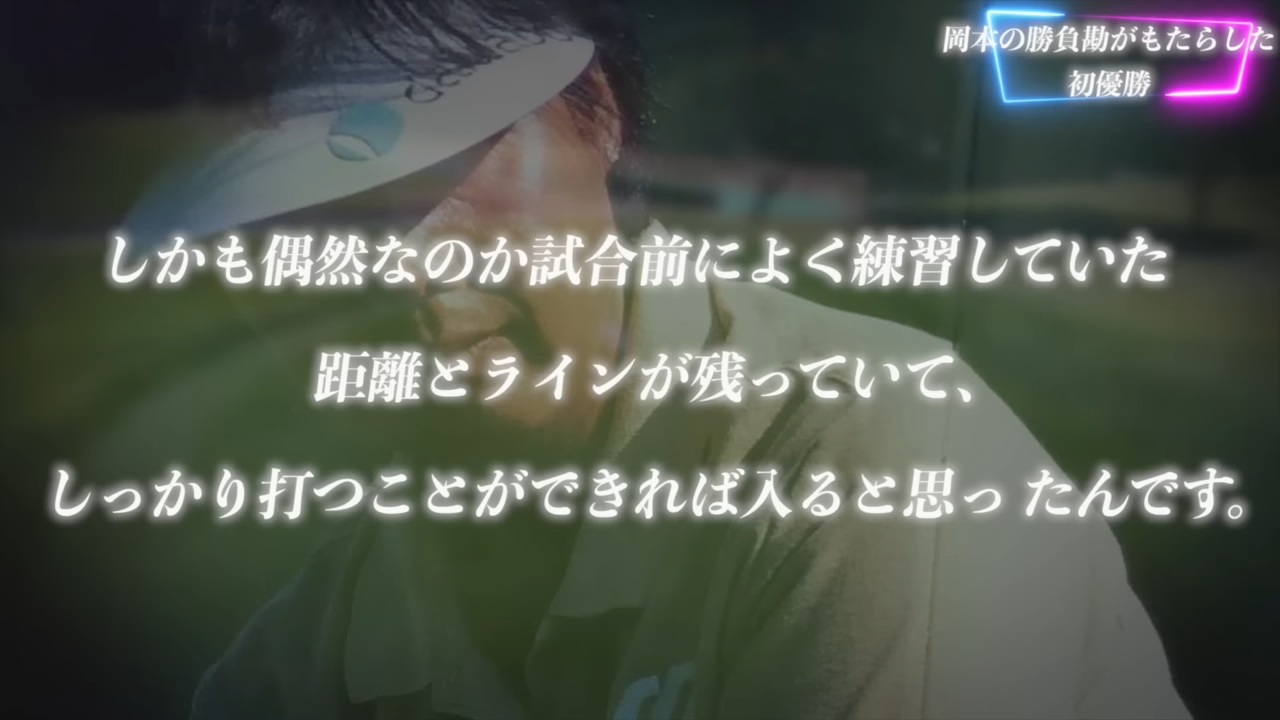 岡本の勝負勘がもたらした
初優勝
しかも偶然なのか試合前によく練習していた
距離とラインが残っていて、
しっかり打つことができれば入ると思っ たんです。